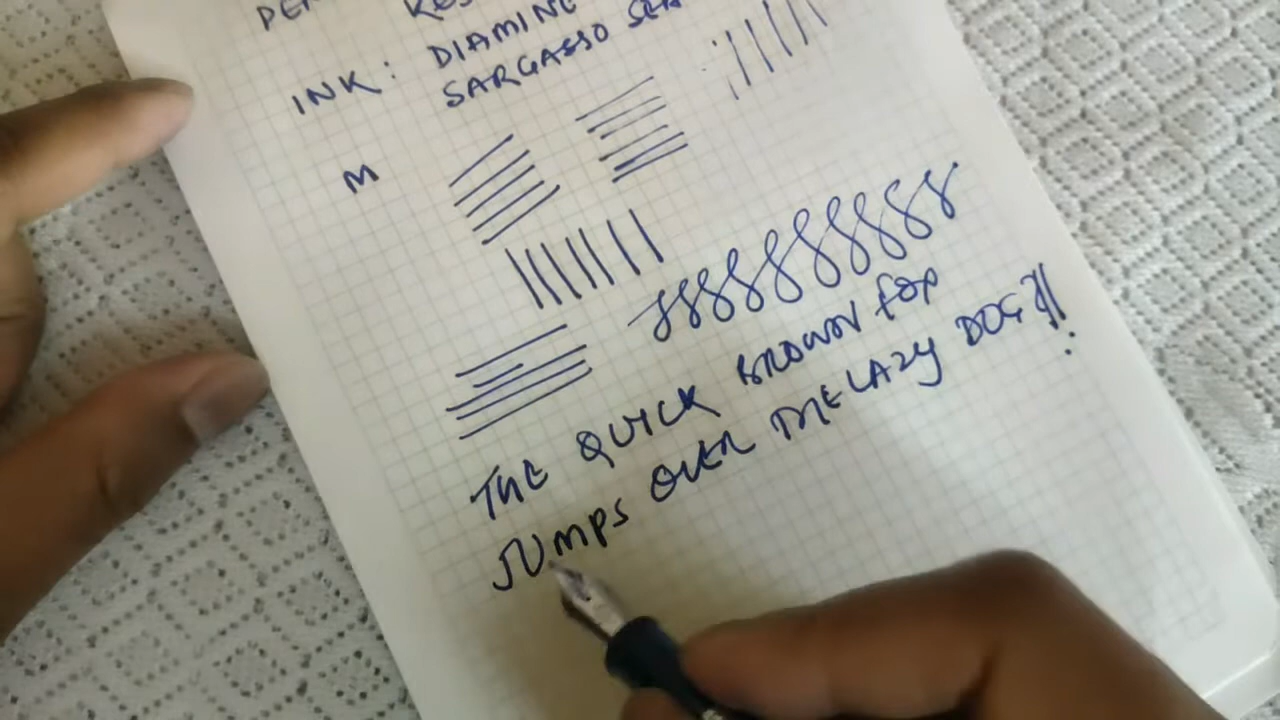 INK: DIAMINE
SARGASSO SEA
M
THE QUICK BROWN FOX
JUMPS OVER THE LAZY DOG?!!